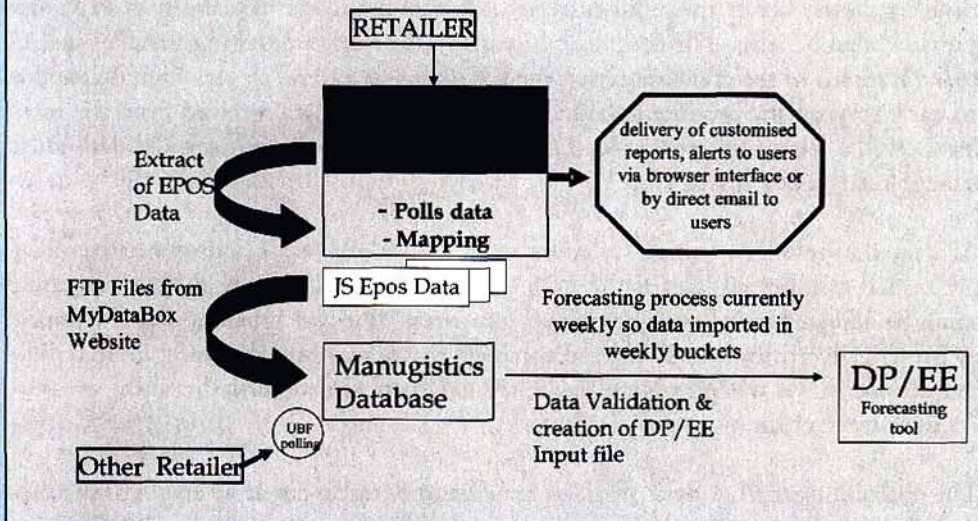 RETAILER
Extract
of EPOS
Data
- Polls data
- Mapping
delivery of customised
reports, alerts to users
via browser interface or
by direct email to
users
FTP Files from
MyDataBox
Website
JS Epos Data
Manugistics
Database
Forecasting process currently
weekly so data imported in
weekly buckets
Data Validation &
creation of DP/EE
Input file
DP/EE
Forecasting
tool
UBF
polling
Other Retailer